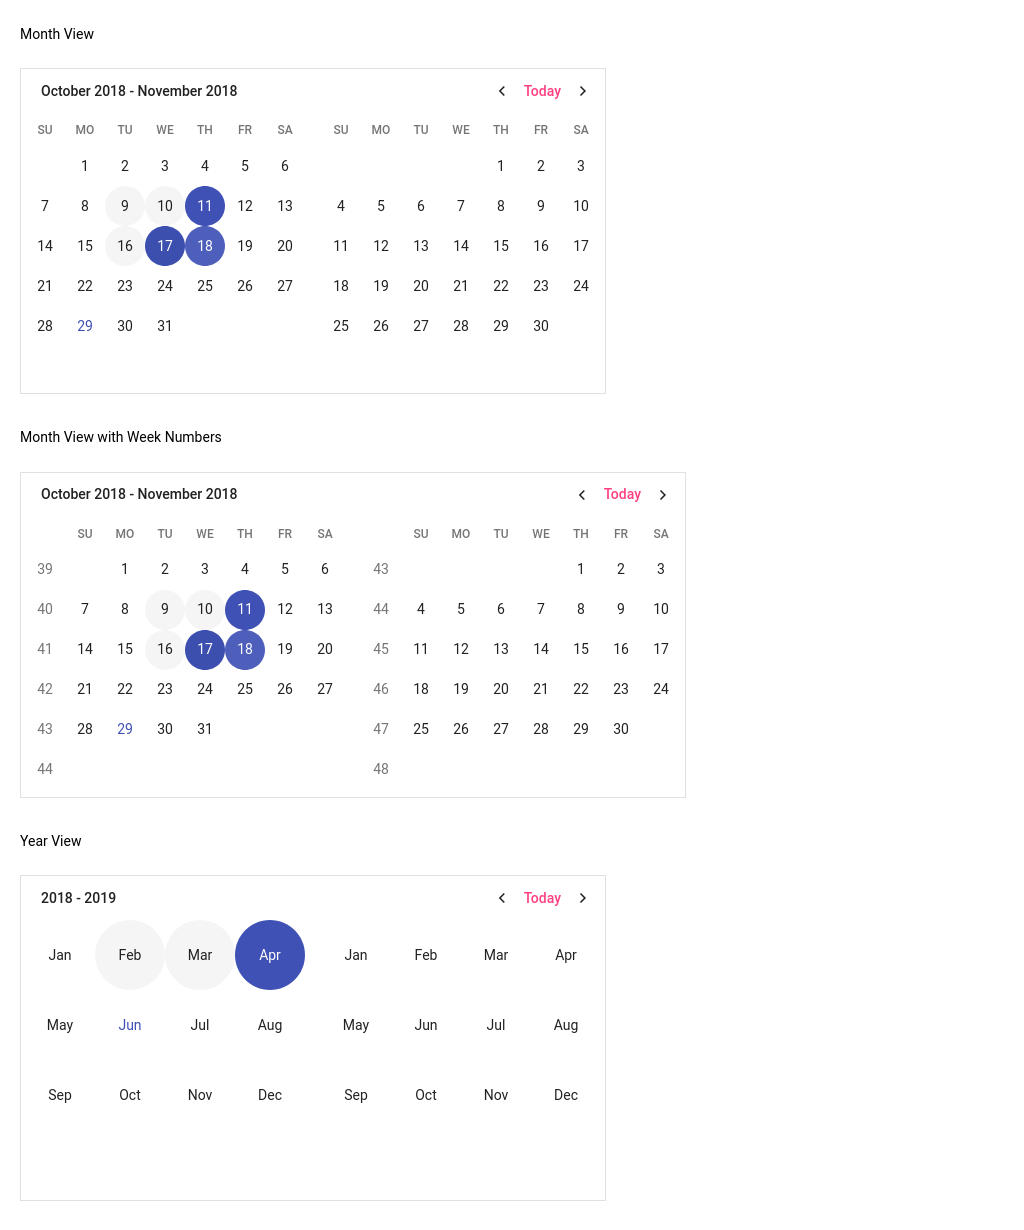 Month View
October 2018 - November 2018 Today
SU MO TU WE TH FR SA SU MO TU WE TH FR SA
1 2 3 4 5 6 1 2 3
7 8 9 10 11 12 13 4 5 6 7 8 9 10
14 15 16 17 18 19 20 11 12 13 14 15 16 17
21 22 23 24 25 26 27 18 19 20 21 22 23 24
28 29 30 31 25 26 27 28 29 30
Month View with Week Numbers
October 2018 - November 2018 Today
SU MO TU WE TH FR SA SU MO TU WE TH FR SA
39 1 2 3 4 5 6 43 1 2 3
40 7 8 9 10 11 12 13 44 4 5 6 7 8 9 10
41 14 15 16 17 18 19 20 45 11 12 13 14 15 16 17
42 21 22 23 24 25 26 27 46 18 19 20 21 22 23 24
43 28 29 30 31 47 25 26 27 28 29 30
44 48
Year View
2018 - 2019 Today
Jan Feb Mar Apr Jan Feb Mar Apr
May Jun Jul Aug May Jun Jul Aug
Sep Oct Nov Dec Sep Oct Nov Dec